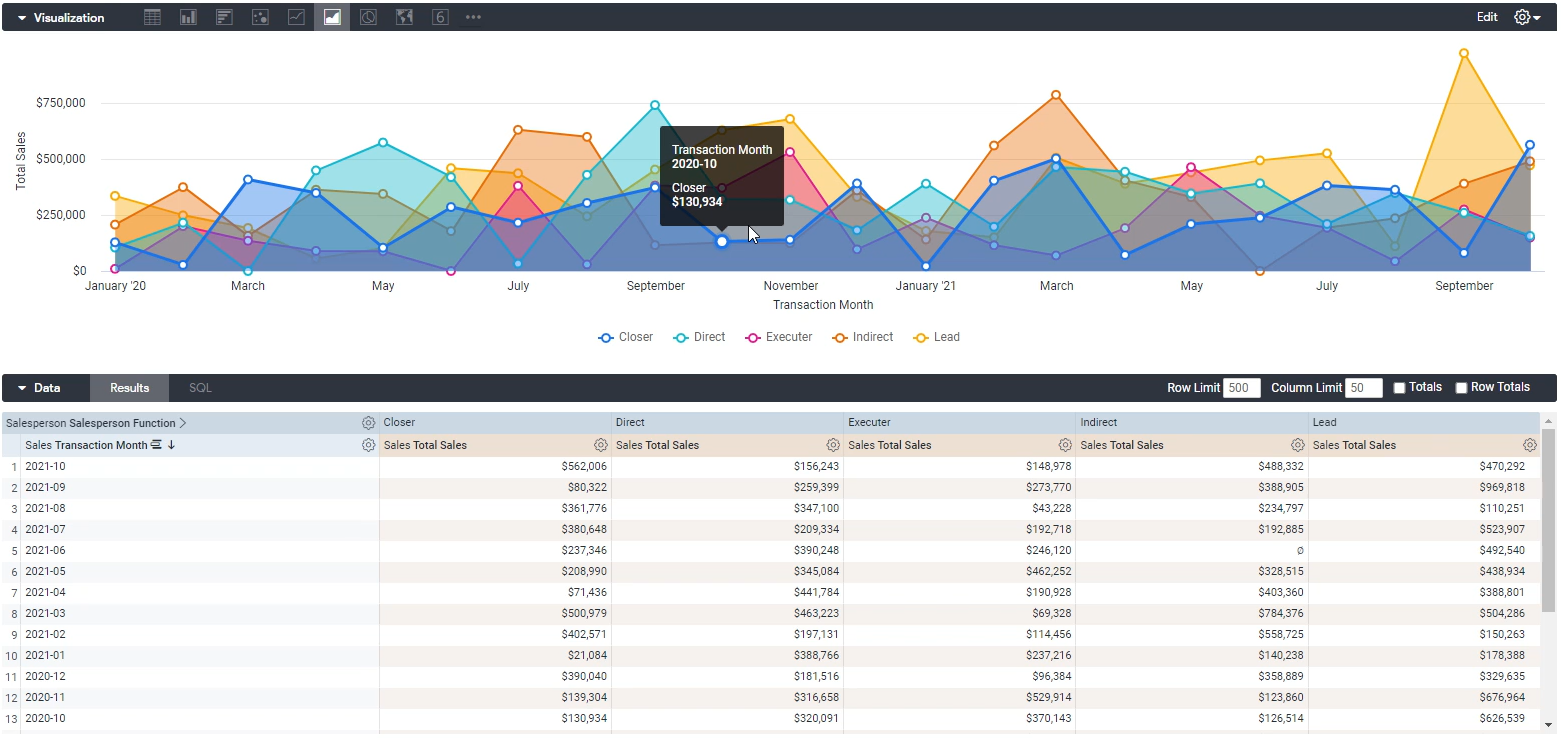 Visualization 6 Edit
$750,000
$500,000
$250,000
$0
Total Sales
Transaction Month
2020-10
Closer
$130,934
January '20 March May July September November January '21 March May July September
Transaction Month
Closer Direct Executer Indirect Lead
Data Results SQL Row Limit 500 Column Limit 50 Totals Row Totals
Salesperson Salesperson Function Closer Direct Executer Indirect Lead
Sales Transaction Month Sales Total Sales Sales Total Sales Sales Total Sales Sales Total Sales Sales Total Sales
1 2021-10 $562,006 $156,243 $148,978 $488,332 $470,292
2 2021-09 $80,322 $259,399 $273,770 $388,905 $969,818
3 2021-08 $361,776 $347,100 $43,228 $234,797 $110,251
4 2021-07 $380,648 $209,334 $192,718 $192,885 $523,907
5 2021-06 $237,346 $390,248 $246,120 ∅ $492,540
6 2021-05 $208,990 $345,084 $462,252 $328,515 $438,934
7 2021-04 $71,436 $441,784 $190,928 $403,360 $388,801
8 2021-03 $500,979 $463,223 $69,328 $784,376 $504,286
9 2021-02 $402,571 $197,131 $114,456 $558,725 $150,263
10 2021-01 $21,084 $388,766 $237,216 $140,238 $178,388
11 2020-12 $390,040 $181,516 $96,384 $358,889 $329,635
12 2020-11 $139,304 $316,658 $529,914 $123,860 $676,964
13 2020-10 $130,934 $320,091 $370,143 $126,514 $626,539